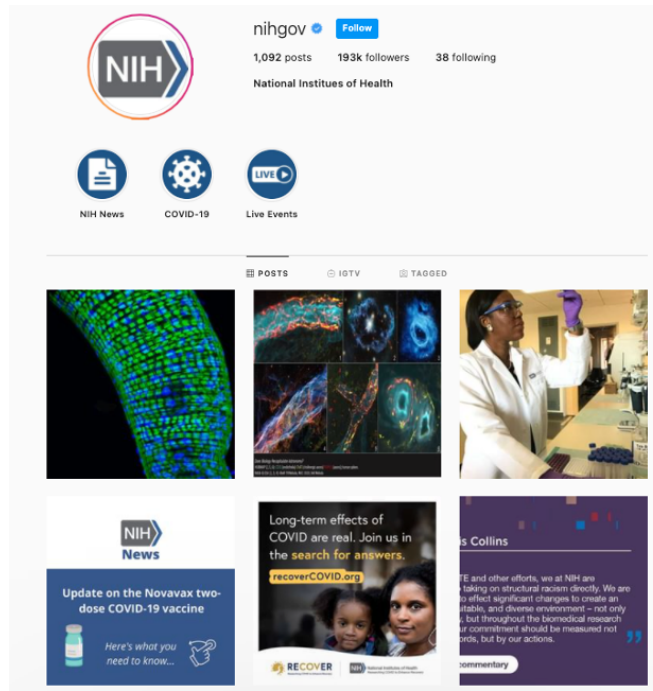 NIH
nihgov Follow
1,092 posts 193k followers 38 following
National Institues of Health
LIVE
NIH News COVID-19 Live Events
POSTS IGTV TAGGED
NIH
News
Update on the Novavax two-
dose COVID-19 vaccine
Here's what you
need to know...
Long-term effects of
COVID are real. Join us in
the search for answers.
recoverCOVID.org
RECOVER
NIH National Institutes of Health
is Collins
TE and other efforts, we at NIH are
taking on structural racism directly. We are
to effect significant changes to create an
uitable, and diverse environment – not only
, but throughout the biomedical research
ur commitment should be measured not
ords, but by our actions.
ommentary